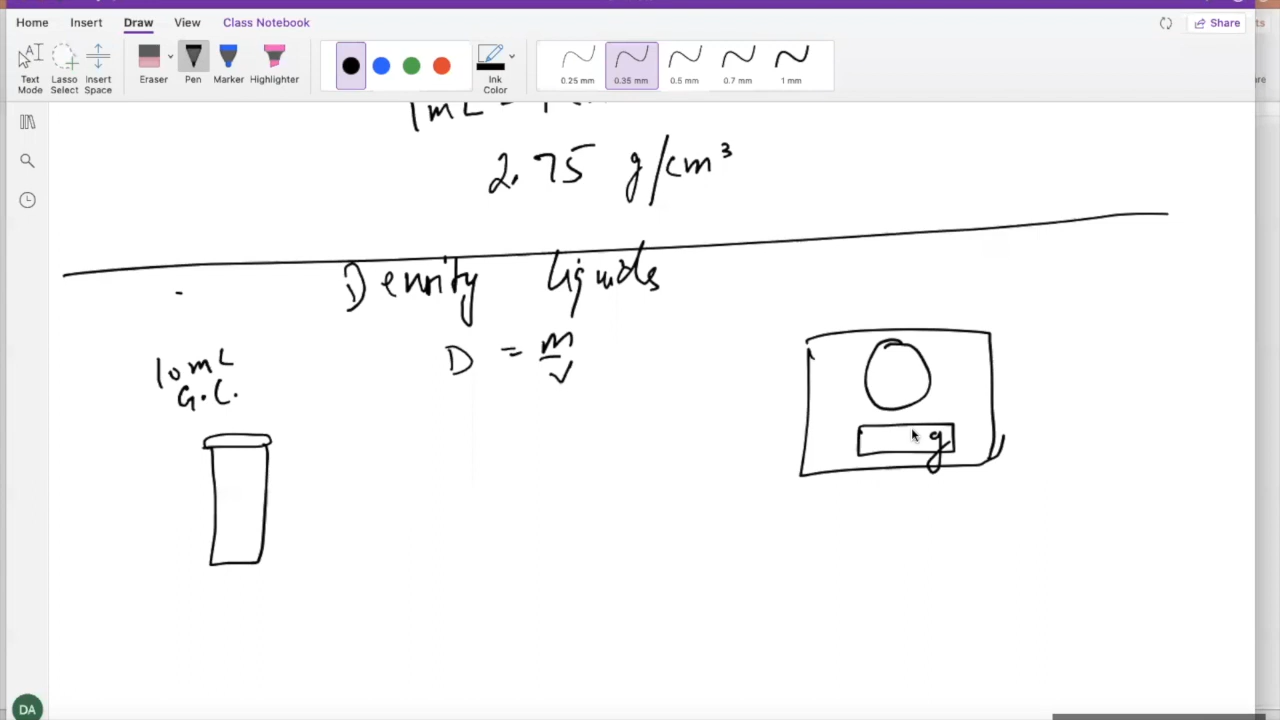 Home Insert Draw View Class Notebook Share
Text Mode
Lasso Select
Insert Space
Eraser
Pen
Marker
Highlighter
Ink Color
0.25 mm
0.35 mm
0.5 mm
0.7 mm
1 mm
1mL =
2.75 g/cm³
Density liquids
D = m/v
10mL
G.C.
g
DA